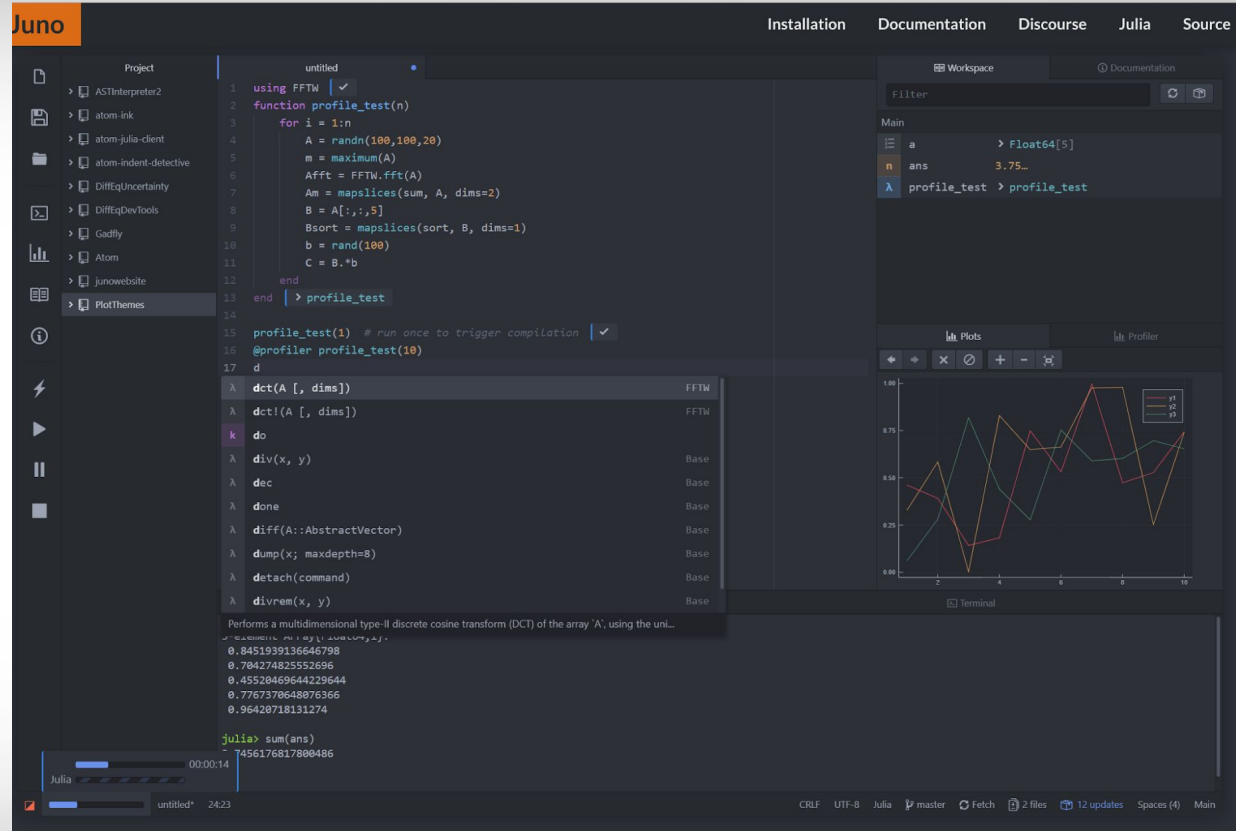 Juno
Installation Documentation Discourse Julia Source
Project
ASTInterpreter2
atom-ink
atom-julia-client
atom-indent-detective
DiffEqUncertainty
DiffEqDevTools
Gadfly
Atom
junowebsite
PlotThemes
untitled
1 using FFTW
2 function profile_test(n)
3 for i = 1:n
4 A = randn(100,100,20)
5 m = maximum(A)
6 Afft = FFTW.fft(A)
7 Am = mapslices(sum, A, dims=2)
8 B = A[:,:,5]
9 Bsort = mapslices(sort, B, dims=1)
10 b = rand(100)
11 C = B.*b
12 end
13 end > profile_test
14
15 profile_test(1) # run once to trigger compilation
16 @profiler profile_test(10)
17 d
λ dct(A [, dims]) FFTW
λ dct!(A [, dims]) FFTW
k do
λ div(x, y) Base
λ dec Base
λ done Base
λ diff(A::AbstractVector) Base
λ dump(x; maxdepth=8) Base
λ detach(command) Base
λ divrem(x, y) Base
Performs a multidimensional type-II discrete cosine transform (DCT) of the array `A`, using the uni...
Workspace Documentation
Filter
Main
a > Float64[5]
n ans 3.75…
λ profile_test > profile_test
Plots Profiler
1.00
0.75
0.50
0.25
0.00
2 4 6 8 10
y1
y2
y3
Terminal
5-element Array{Float64,1}:
0.8451939136646798
0.704274825552696
0.45520469644229644
0.7767370648076366
0.96420718131274
julia> sum(ans)
7456176817800486
00:00:14
Julia
untitled* 24:23
CRLF UTF-8 Julia master Fetch 2 files 12 updates Spaces (4) Main